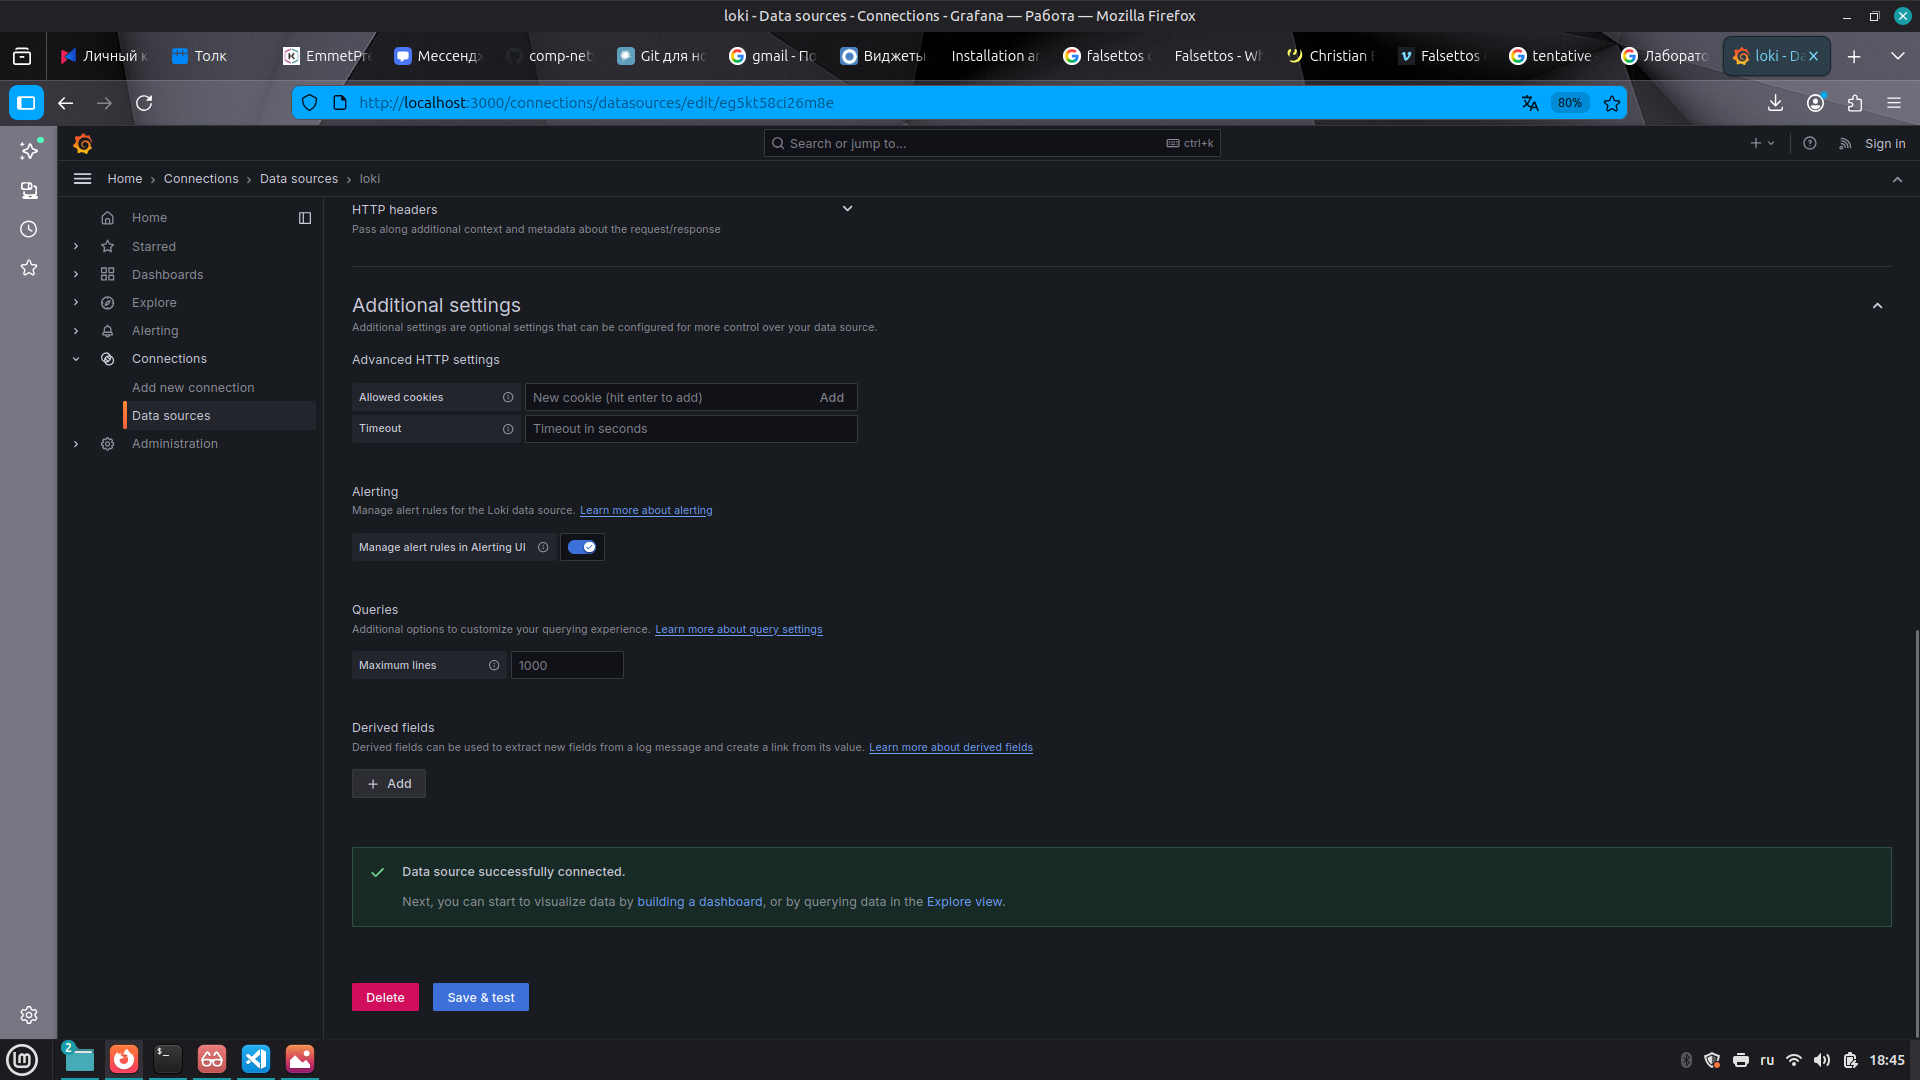 loki - Data sources - Connections - Grafana — Работа — Mozilla Firefox
Личный к
Толк
EmmetPre
Мессендж
comp-net
Git для но
gmail - По
Виджеты
Installation an
falsettos
Falsettos - Wh
Christian
Falsettos
tentative
Лаборато
loki - Da
http://localhost:3000/connections/datasources/edit/eg5kt58ci26m8e
80%
Search or jump to...
ctrl+k
Sign in
Home › Connections › Data sources › loki
Home
Starred
Dashboards
Explore
Alerting
Connections
Add new connection
Data sources
Administration
HTTP headers
Pass along additional context and metadata about the request/response
Additional settings
Additional settings are optional settings that can be configured for more control over your data source.
Advanced HTTP settings
Allowed cookies
New cookie (hit enter to add)
Add
Timeout
Timeout in seconds
Alerting
Manage alert rules for the Loki data source. Learn more about alerting
Manage alert rules in Alerting UI
Queries
Additional options to customize your querying experience. Learn more about query settings
Maximum lines
1000
Derived fields
Derived fields can be used to extract new fields from a log message and create a link from its value. Learn more about derived fields
+ Add
Data source successfully connected.
Next, you can start to visualize data by building a dashboard, or by querying data in the Explore view.
Delete
Save & test
2
ru
18:45